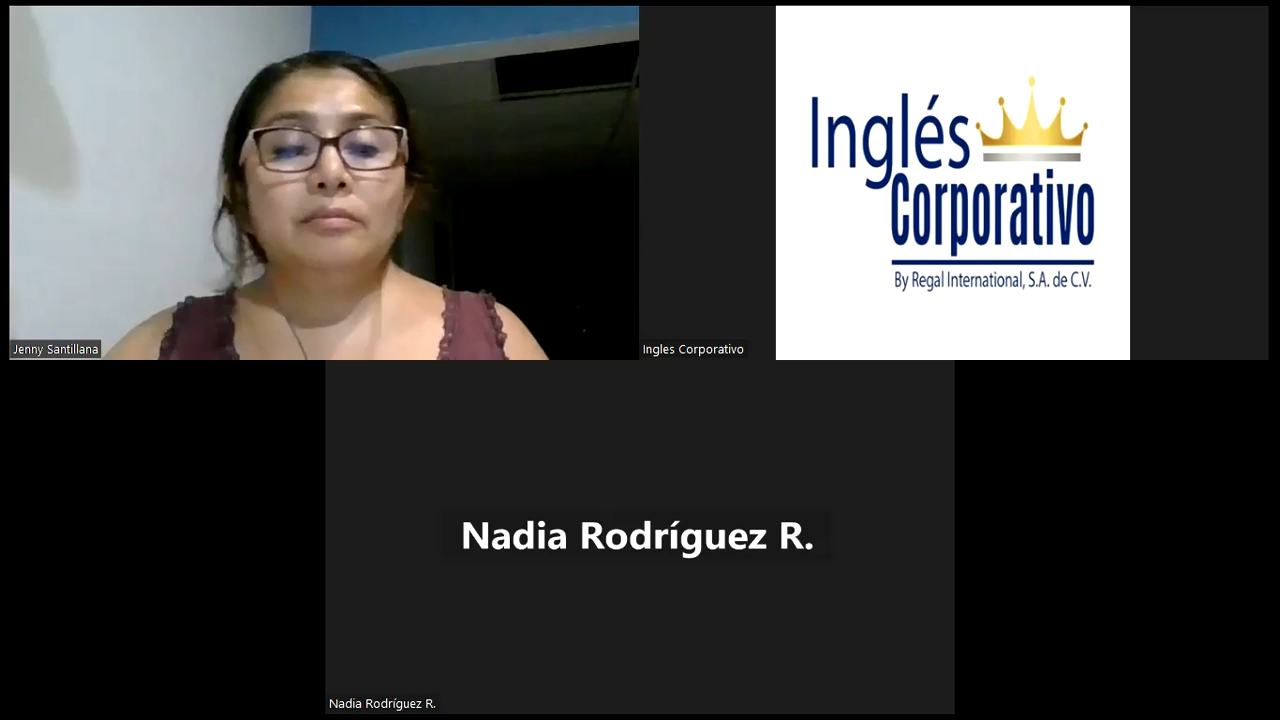 Inglés
Corporativo
By Regal International, S.A. de C.V.
Jenny Santillana
Ingles Corporativo
Nadia Rodríguez R.
Nadia Rodríguez R.